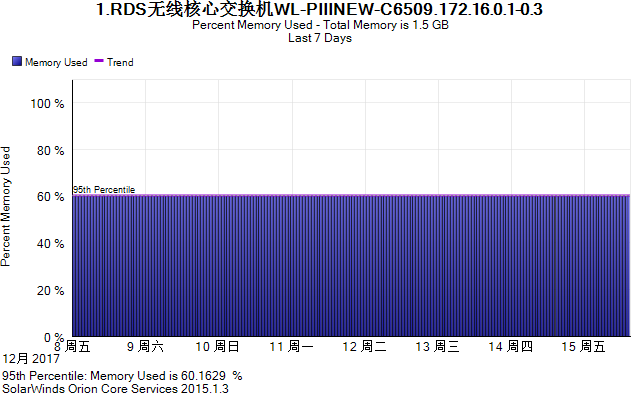 1.RDS无线核心交换机WL-PIIINEW-C6509.172.16.0.1-0.3
Percent Memory Used - Total Memory is 1.5 GB
Last 7 Days
Memory Used Trend
100 %
80 %
60 %
40 %
20 %
0 %
Percent Memory Used
95th Percentile
8 周五 9 周六 10 周日 11 周一 12 周二 13 周三 14 周四 15 周五
12月 2017
95th Percentile: Memory Used is 60.1629 %
SolarWinds Orion Core Services 2015.1.3